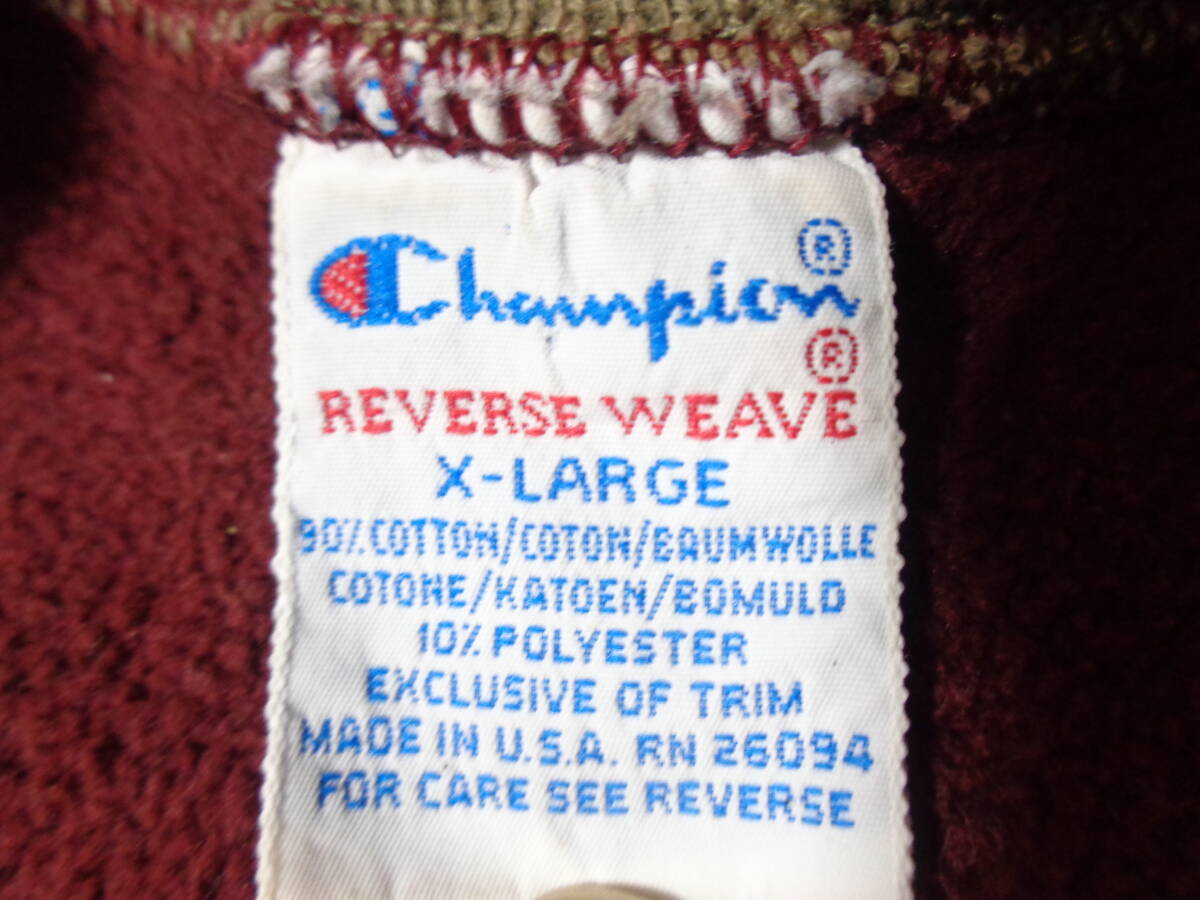 Champion®
®
REVERSE WEAVE
X-LARGE
90% COTTON/COTON/BAUMWOLLE
COTONE/KATOEN/BOMULD
10% POLYESTER
EXCLUSIVE OF TRIM
MADE IN U.S.A. RN 26094
FOR CARE SEE REVERSE